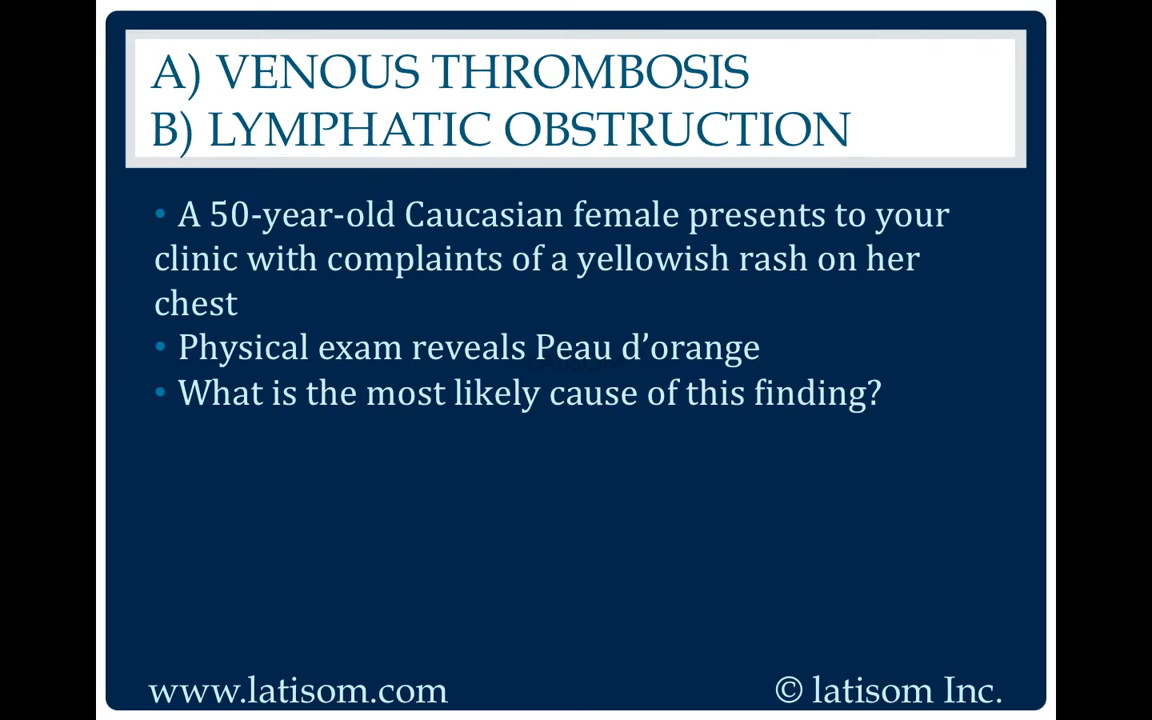 A) VENOUS THROMBOSIS
B) LYMPHATIC OBSTRUCTION
• A 50-year-old Caucasian female presents to your
clinic with complaints of a yellowish rash on her
chest
• Physical exam reveals Peau d’orange
LATISOM
• What is the most likely cause of this finding?
www.latisom.com
© latisom Inc.